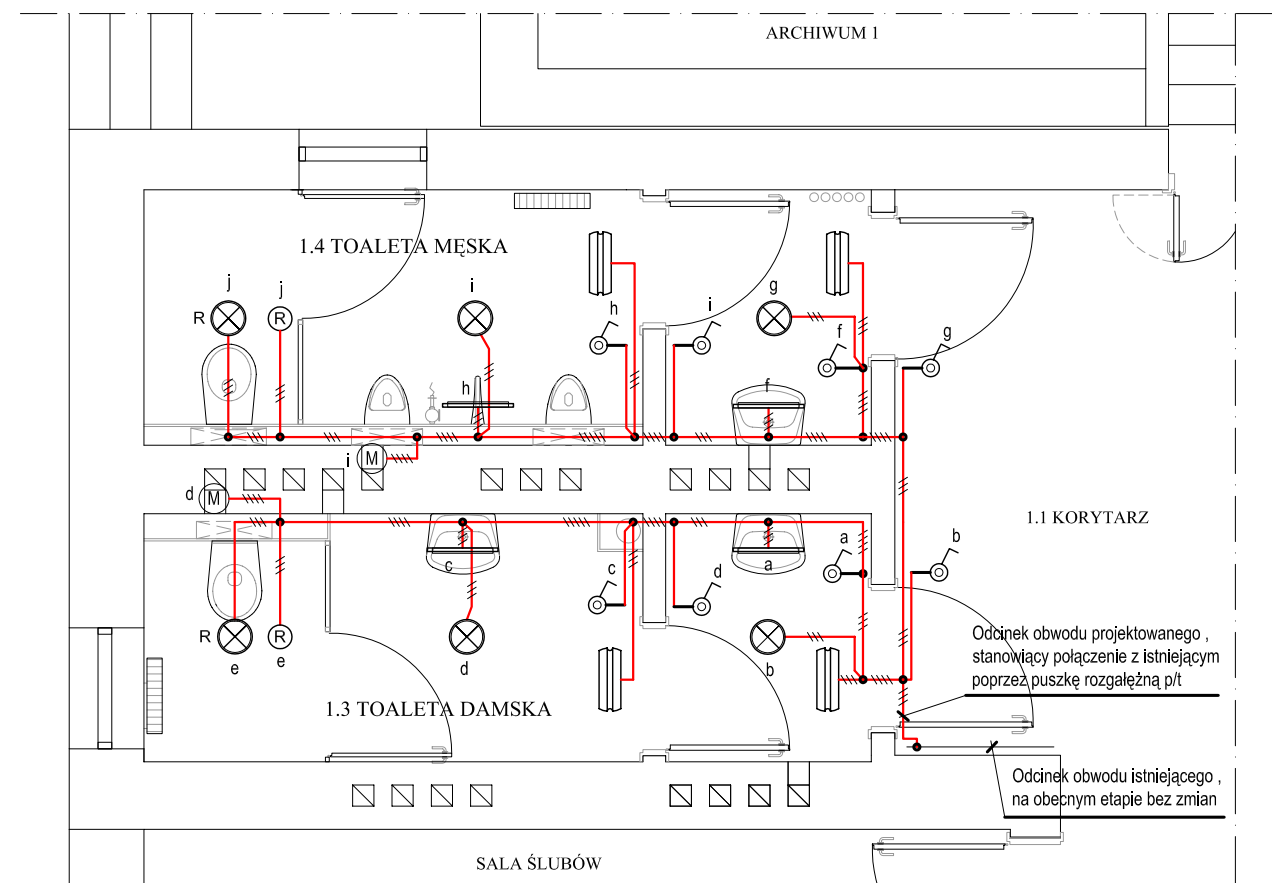 ARCHIWUM 1
1.4 TOALETA MĘSKA
j
j
i
g
R
R
h
i
f
g
h
f
i
M
d
M
1.1 KORYTARZ
a
b
c
a
c
d
R
R
e
e
d
b
Odcinek obwodu projektowanego ,
stanowiący połączenie z istniejącym
poprzez puszkę rozgałęźną p/t
1.3 TOALETA DAMSKA
Odcinek obwodu istniejącego ,
na obecnym etapie bez zmian
SALA ŚLUBÓW